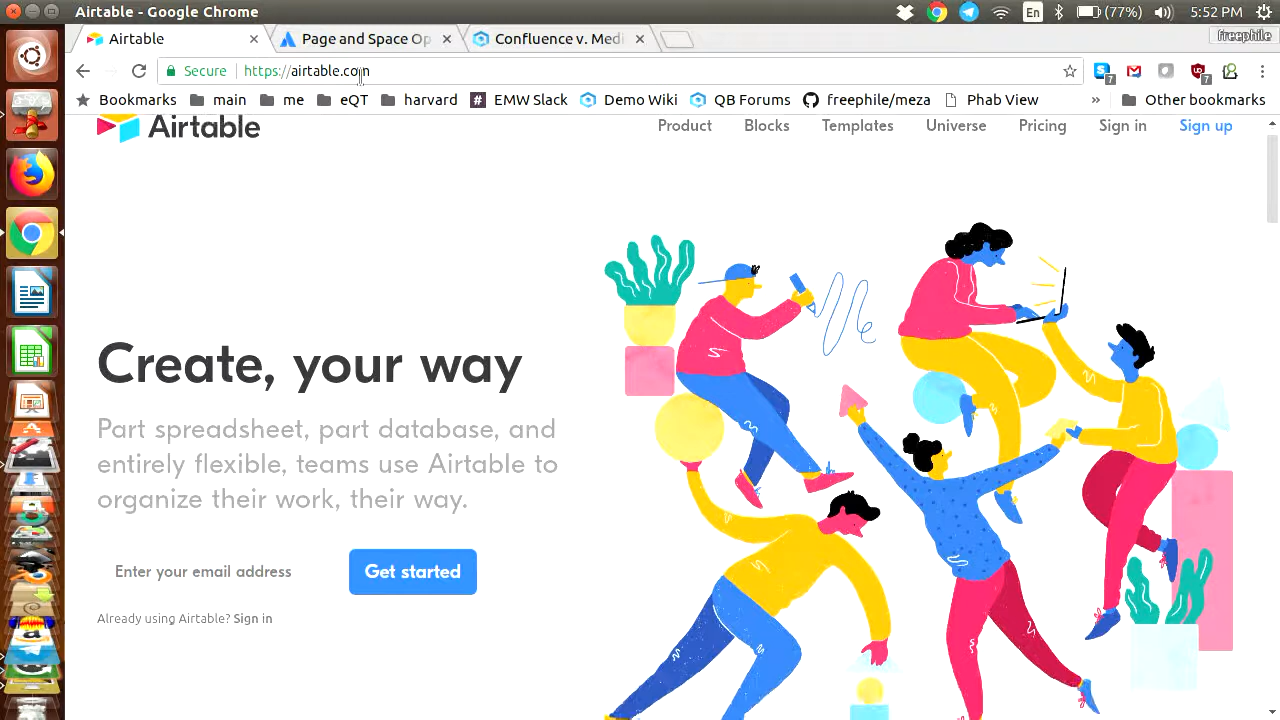 Airtable - Google Chrome
En
(77%)
5:52 PM
Airtable
Page and Space Op
Confluence v. Medi
freephile
Secure
https://airtable.com
7
7
Bookmarks
main
me
eQT
harvard
EMW Slack
Demo Wiki
QB Forums
freephile/meza
Phab View
»
Other bookmarks
Airtable
Product
Blocks
Templates
Universe
Pricing
Sign in
Sign up
Create, your way
Part spreadsheet, part database, and
entirely flexible, teams use Airtable to
organize their work, their way.
Enter your email address
Get started
Already using Airtable? Sign in